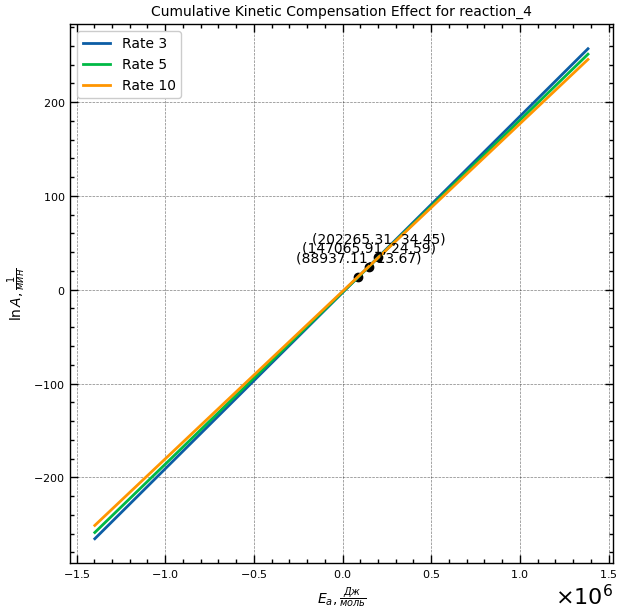 Cumulative Kinetic Compensation Effect for reaction_4
Rate 3
Rate 5
Rate 10
200
100
0
−100
−200
ln A, 1/мин
(202265.31, 34.45)
(147065.91, 24.59)
(88937.11, 13.67)
−1.5 −1.0 −0.5 0.0 0.5 1.0 1.5
×10⁶
Eₐ, Дж/моль